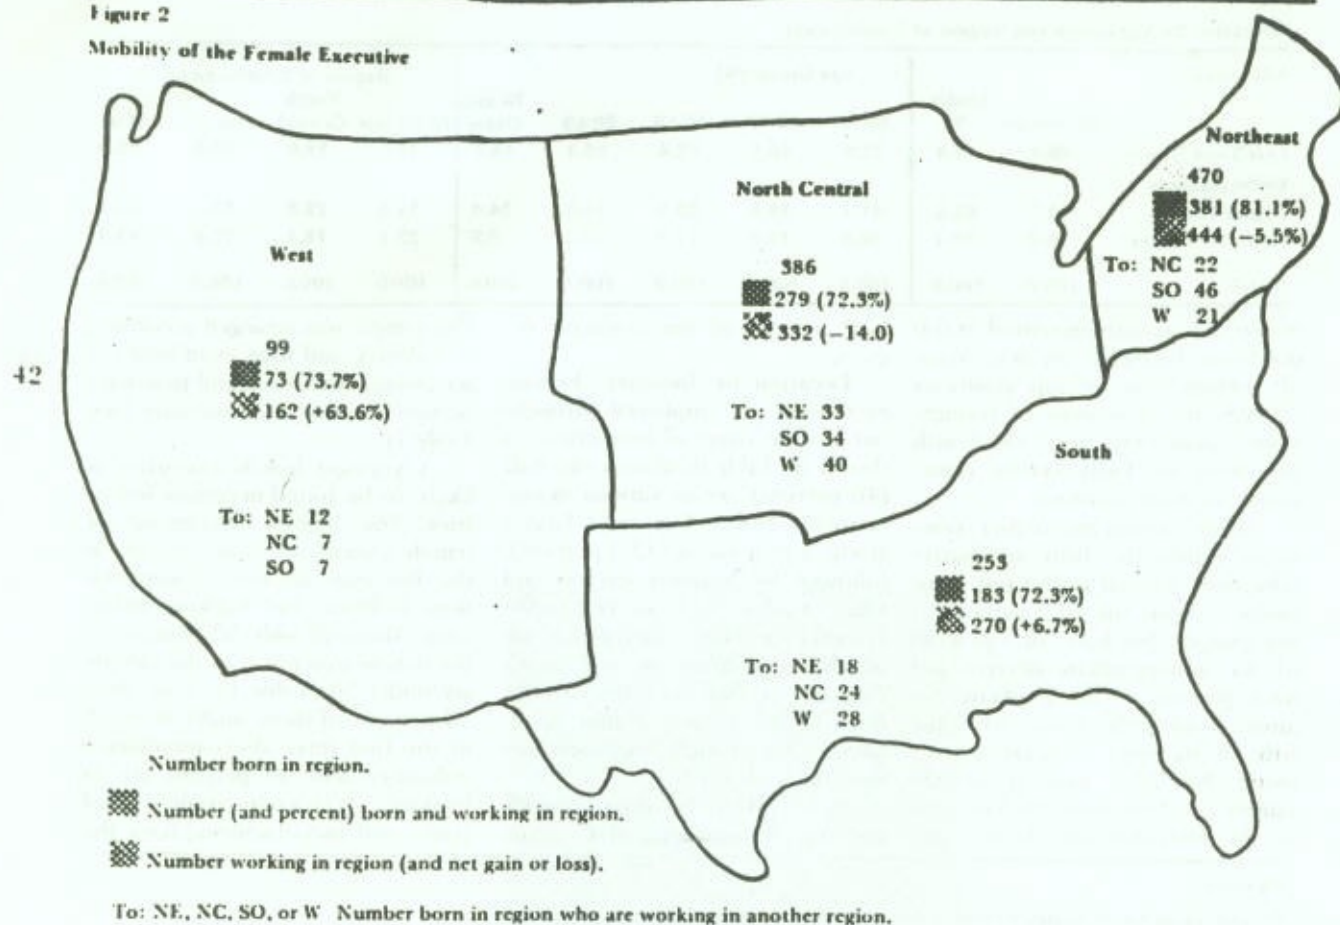 Figure 2
Mobility of the Female Executive
Northeast
470
381 (81.1%)
444 (−5.5%)
To: NC 22
SO 46
W 21
North Central
386
279 (72.3%)
332 (−14.0)
To: NE 33
SO 34
W 40
West
99
73 (73.7%)
162 (+63.6%)
To: NE 12
NC 7
SO 7
42
South
253
183 (72.3%)
270 (+6.7%)
To: NE 18
NC 24
W 28
Number born in region.
Number (and percent) born and working in region.
Number working in region (and net gain or loss).
To: NE, NC, SO, or W Number born in region who are working in another region.